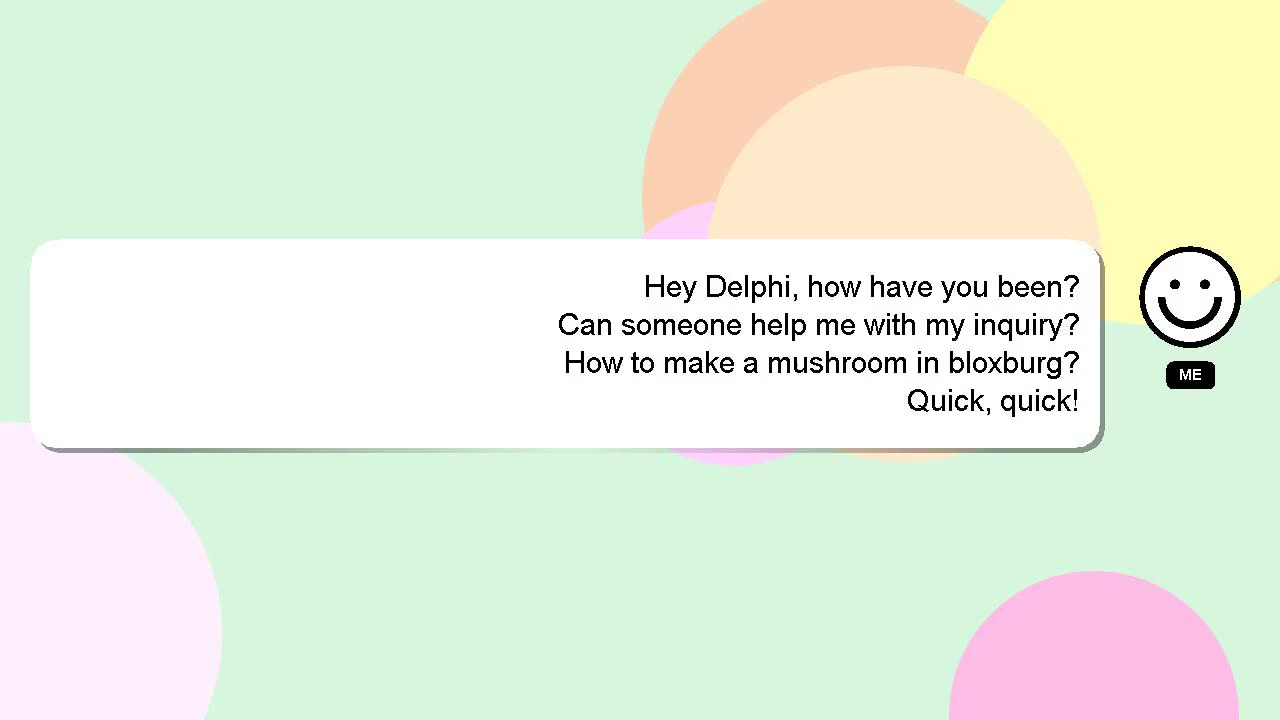 Hey Delphi, how have you been?
Can someone help me with my inquiry?
How to make a mushroom in bloxburg?
Quick, quick!
ME